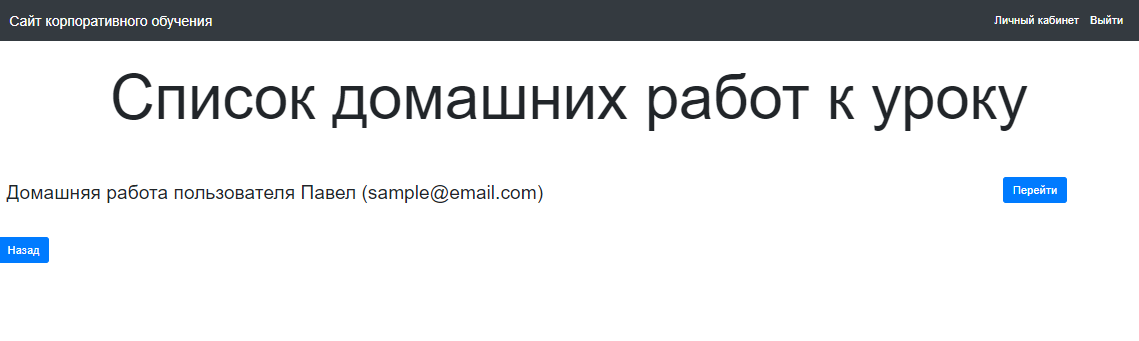 Сайт корпоративного обучения Личный кабинет Выйти
Список домашних работ к уроку
Домашняя работа пользователя Павел (sample@email.com) Перейти
Назад